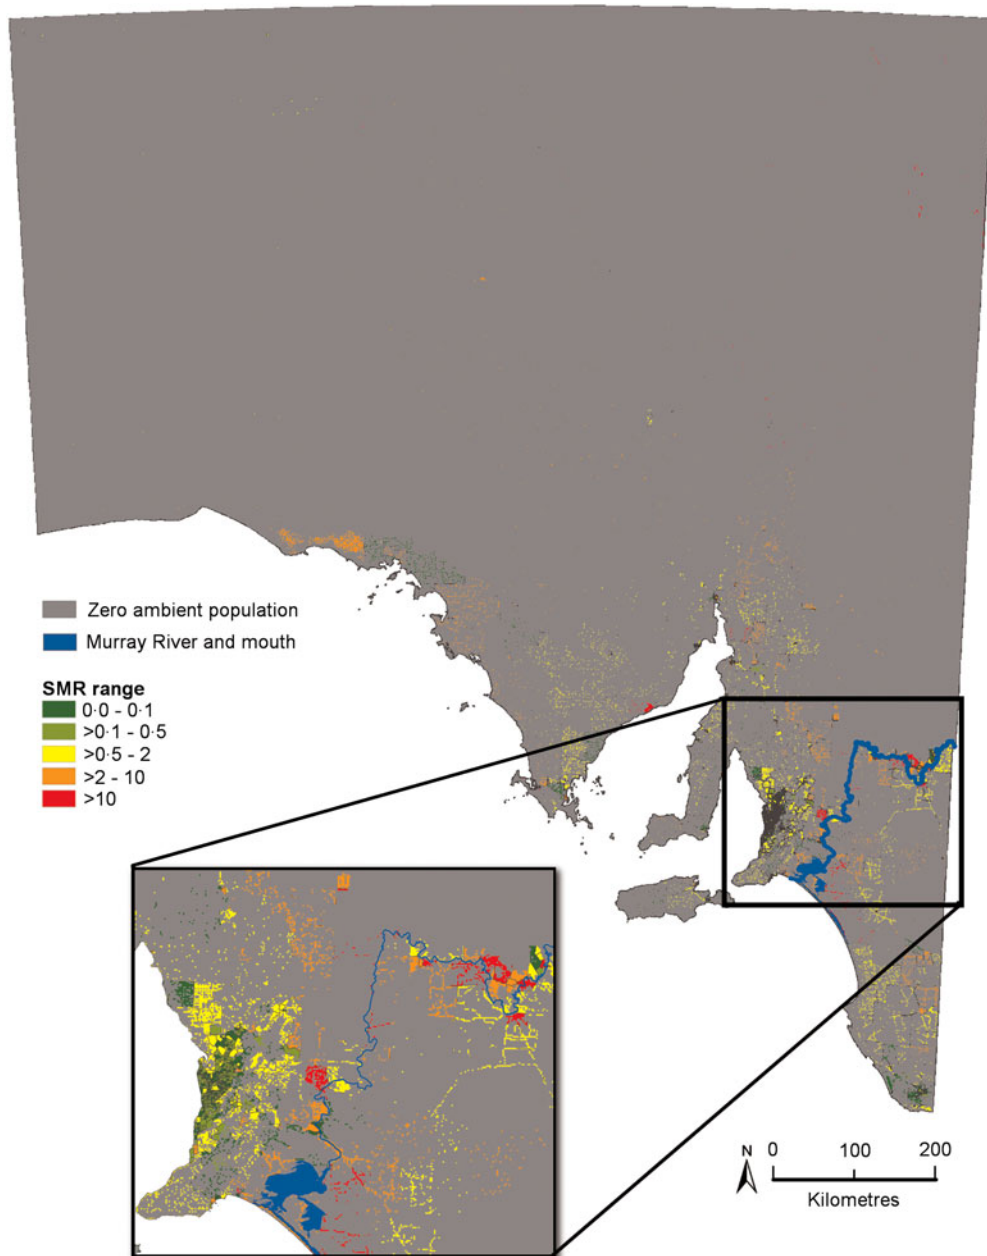 Zero ambient population
Murray River and mouth
SMR range
0·0 - 0·1
>0·1 - 0·5
>0·5 - 2
>2 - 10
>10
N
0 100 200
Kilometres